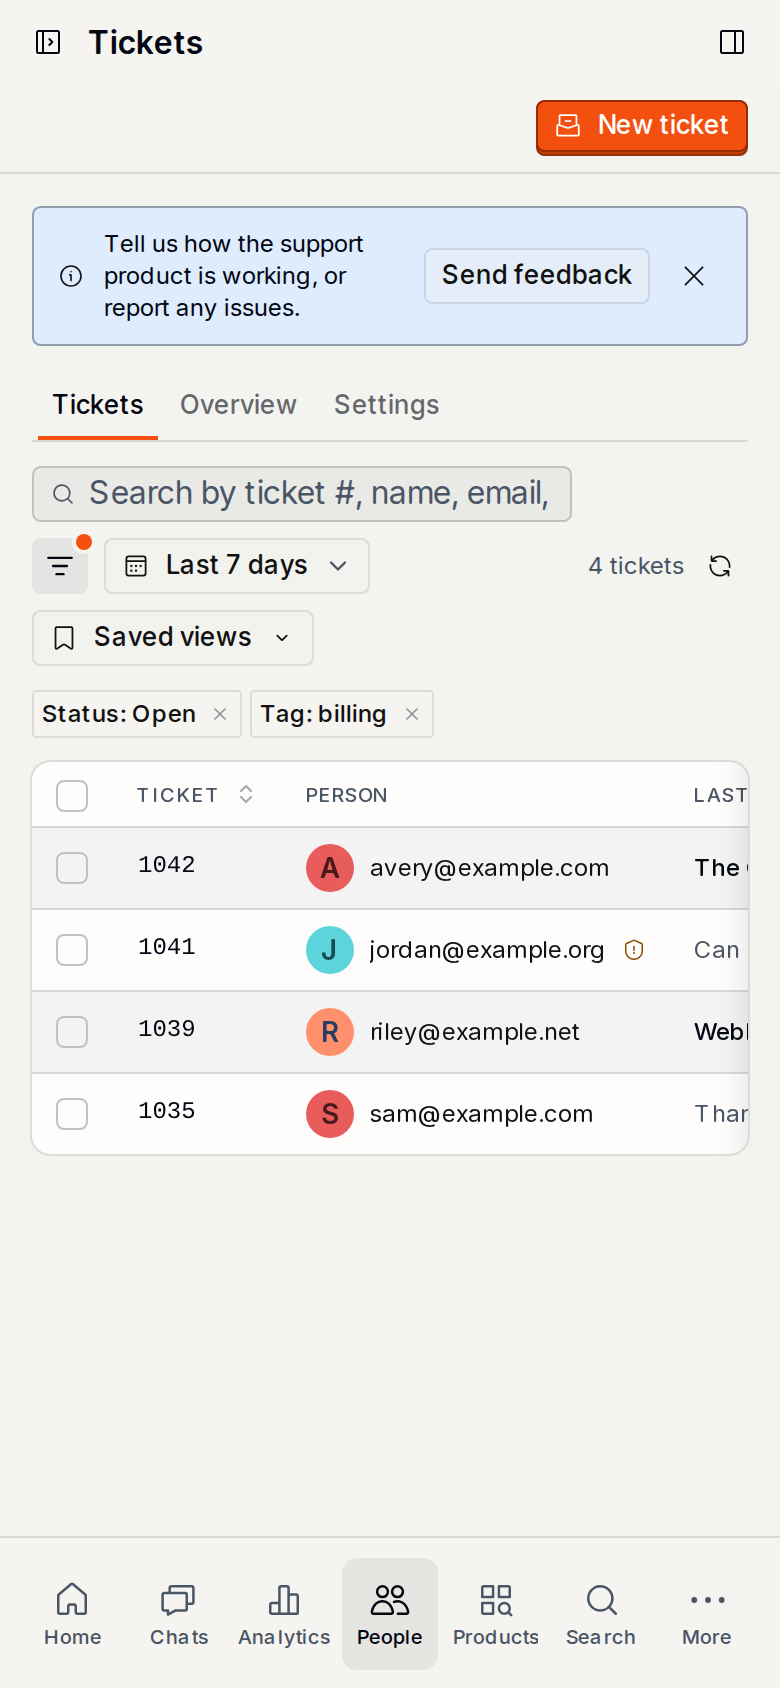 Tickets
New ticket
Tell us how the support
product is working, or
report any issues.
Send feedback
Tickets Overview Settings
Search by ticket #, name, email,
Last 7 days
4 tickets
Saved views
Status: Open
Tag: billing
TICKET PERSON LAST
1042 A avery@example.com The
1041 J jordan@example.org Can
1039 R riley@example.net
1035 S sam@example.com
Home Chats Analytics People Products Search More